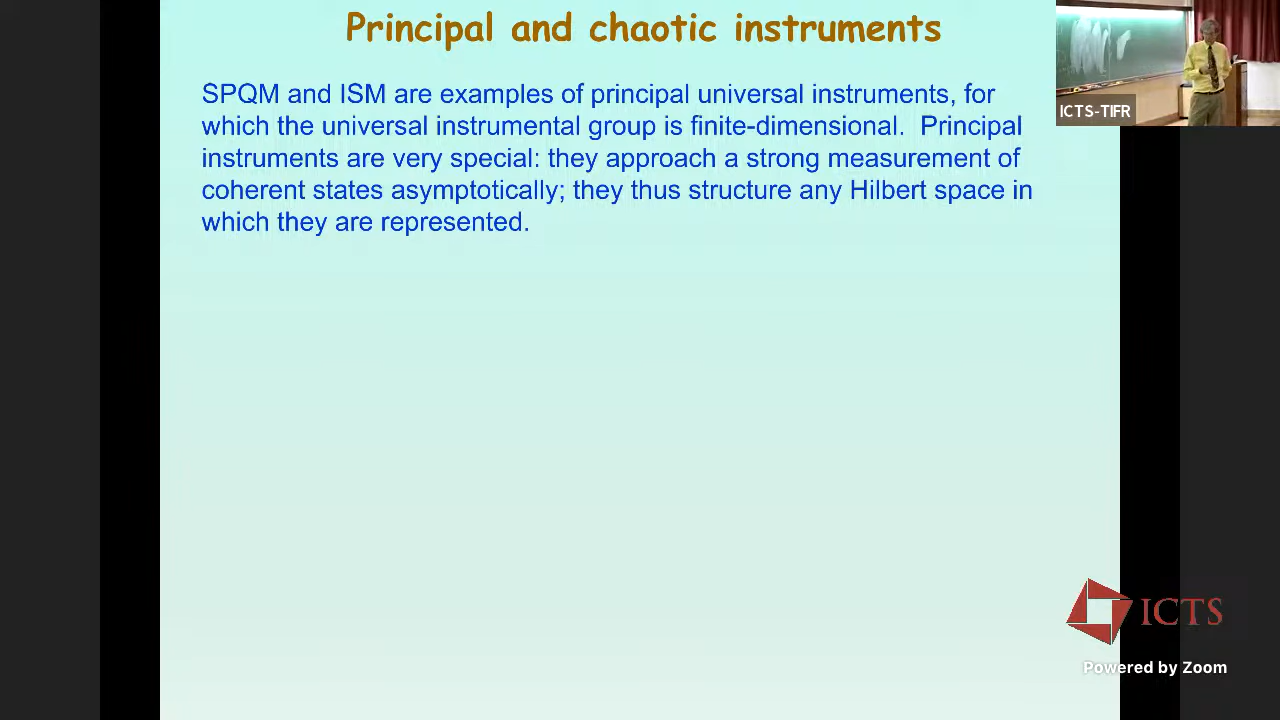 Principal and chaotic instruments
SPQM and ISM are examples of principal universal instruments, for
which the universal instrumental group is finite-dimensional.  Principal
instruments are very special: they approach a strong measurement of
coherent states asymptotically; they thus structure any Hilbert space in
which they are represented.
ICTS-TIFR
ICTS
Powered by Zoom